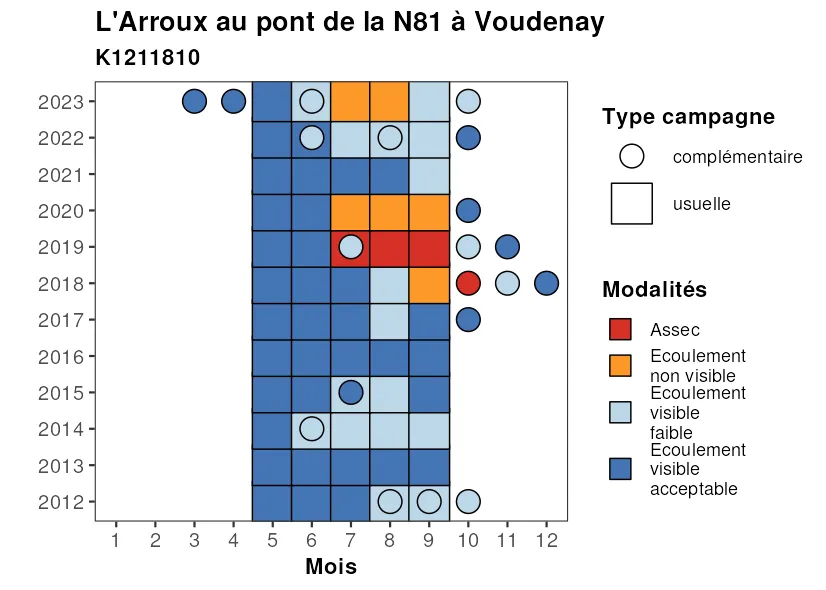 L'Arroux au pont de la N81 à Voudenay
K1211810
2023
2022
2021
2020
2019
2018
2017
2016
2015
2014
2013
2012
1 2 3 4 5 6 7 8 9 10 11 12
Mois
Type campagne
complémentaire
usuelle
Modalités
Assec
Ecoulement
non visible
Ecoulement
visible
faible
Ecoulement
visible
acceptable